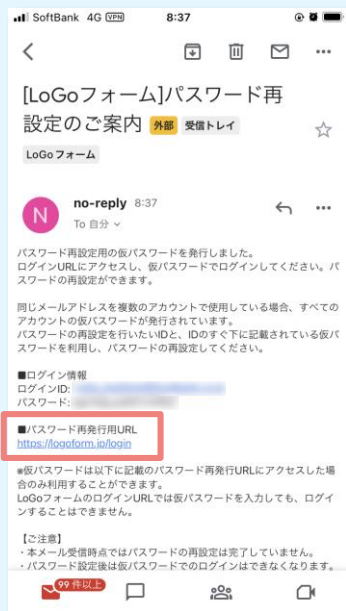 SoftBank 4G VPN 8:37
[LoGoフォーム]パスワード再
設定のご案内 外部 受信トレイ
LoGoフォーム
N
no-reply 8:37
To 自分
パスワード再設定用の仮パスワードを発行しました。
ログインURLにアクセスし、仮パスワードでログインしてください。パ
スワードの再設定ができます。
同じメールアドレスを複数のアカウントで使用している場合、すべての
アカウントの仮パスワードが発行されています。
パスワードの再設定を行いたいIDと、IDのすぐ下に記載されている仮パ
スワードを利用し、パスワードの再設定してください。
■ログイン情報
ログインID:
パスワード:
■パスワード再発行用URL
https://logoform.jp/login
※仮パスワードは以下に記載のパスワード再発行URLにアクセスした場
合のみ利用することができます。
LoGoフォームのログインURLでは仮パスワードを入力しても、ログイ
ンすることはできません。
【ご注意】
・本メール受信時点ではパスワードの再設定は完了していません。
・パスワード設定後は仮パスワードでのログインはできなくなります。
99 件以上